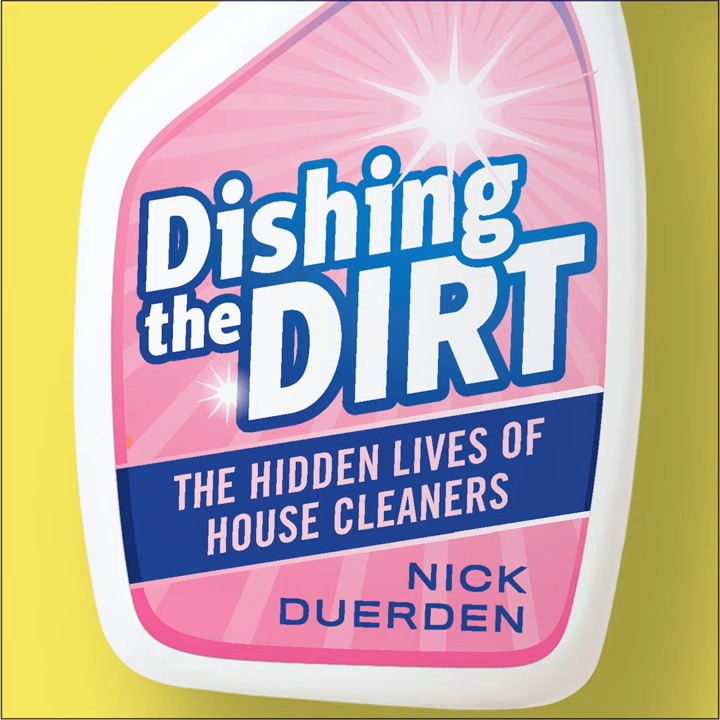 Dishing
the DIRT
THE HIDDEN LIVES OF
HOUSE CLEANERS
NICK
DUERDEN